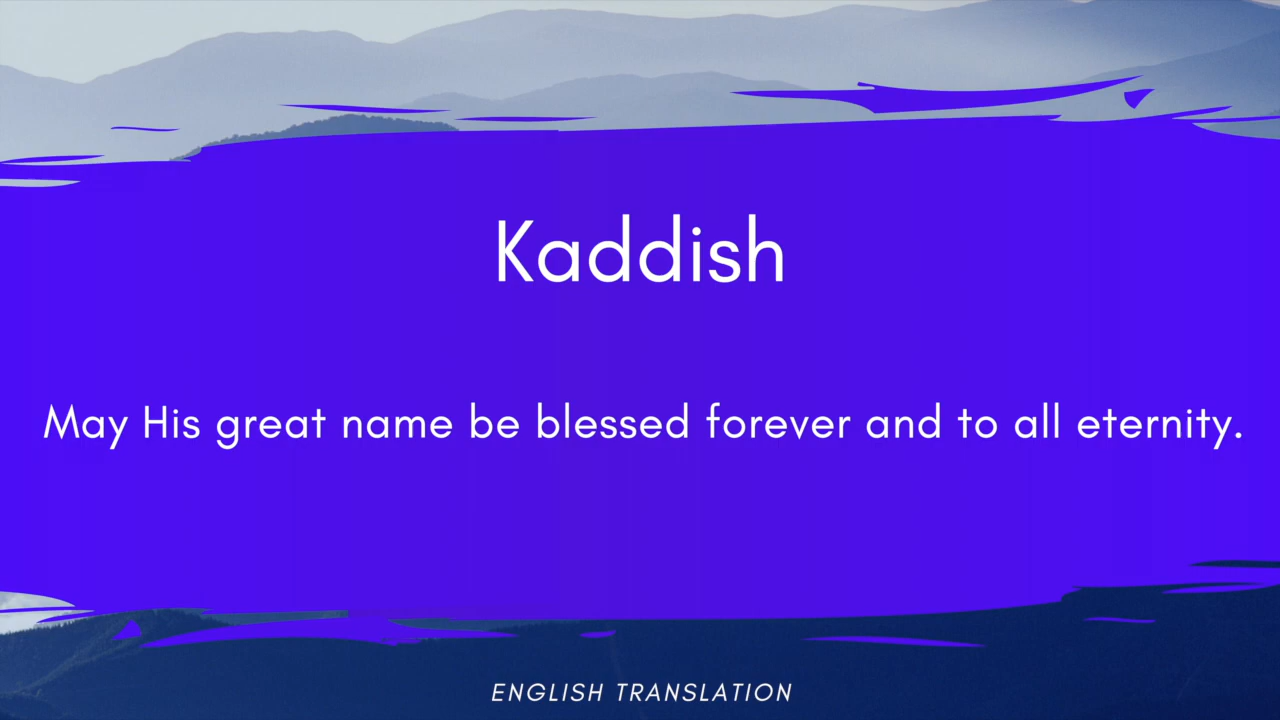 Kaddish
May His great name be blessed forever and to all eternity.
ENGLISH TRANSLATION